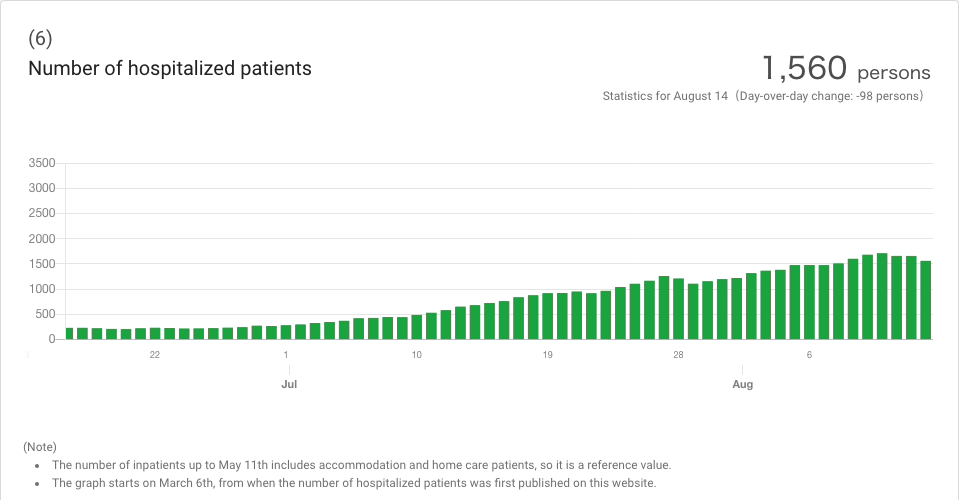 (6)
Number of hospitalized patients
1,560 persons
Statistics for August 14 (Day-over-day change: -98 persons)
3500
3000
2500
2000
1500
1000
500
0
22 1 10 19 28 6
Jul Aug
(Note)
• The number of inpatients up to May 11th includes accommodation and home care patients, so it is a reference value.
• The graph starts on March 6th, from when the number of hospitalized patients was first published on this website.